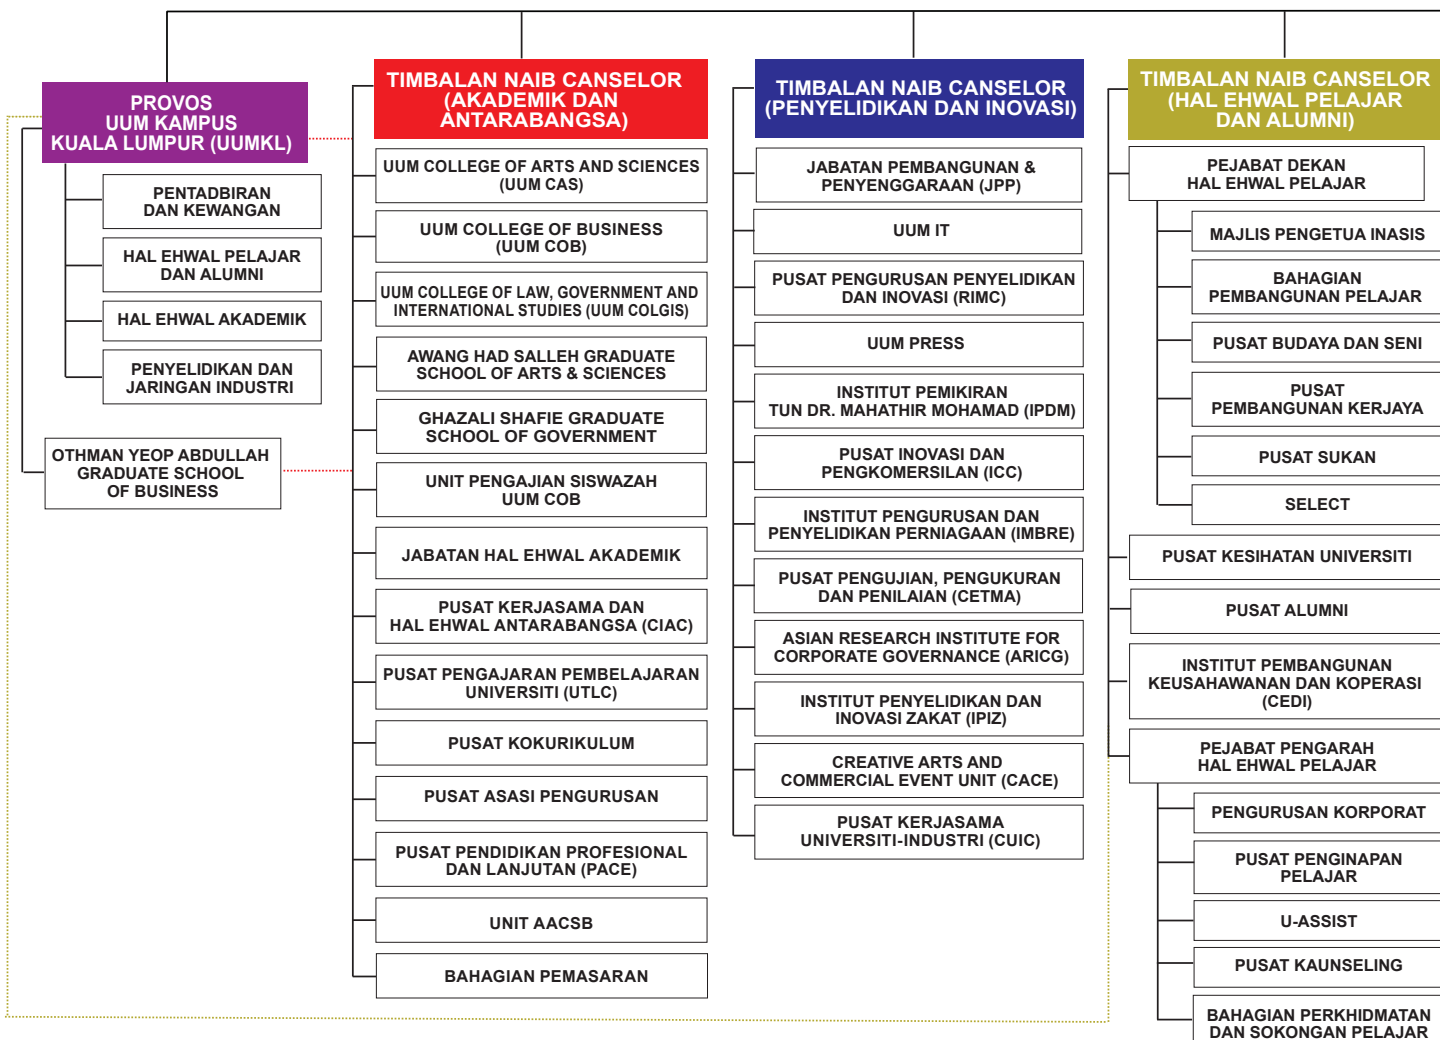 PROVOS
UUM KAMPUS
KUALA LUMPUR (UUMKL)
PENTADBIRAN
DAN KEWANGAN
HAL EHWAL PELAJAR
DAN ALUMNI
HAL EHWAL AKADEMIK
PENYELIDIKAN DAN
JARINGAN INDUSTRI
OTHMAN YEOP ABDULLAH
GRADUATE SCHOOL
OF BUSINESS
TIMBALAN NAIB CANSELOR
(AKADEMIK DAN
ANTARABANGSA)
UUM COLLEGE OF ARTS AND SCIENCES
(UUM CAS)
UUM COLLEGE OF BUSINESS
(UUM COB)
UUM COLLEGE OF LAW, GOVERNMENT AND
INTERNATIONAL STUDIES (UUM COLGIS)
AWANG HAD SALLEH GRADUATE
SCHOOL OF ARTS & SCIENCES
GHAZALI SHAFIE GRADUATE
SCHOOL OF GOVERNMENT
UNIT PENGAJIAN SISWAZAH
UUM COB
JABATAN HAL EHWAL AKADEMIK
PUSAT KERJASAMA DAN
HAL EHWAL ANTARABANGSA (CIAC)
PUSAT PENGAJARAN PEMBELAJARAN
UNIVERSITI (UTLC)
PUSAT KOKURIKULUM
PUSAT ASASI PENGURUSAN
PUSAT PENDIDIKAN PROFESIONAL
DAN LANJUTAN (PACE)
UNIT AACSB
BAHAGIAN PEMASARAN
TIMBALAN NAIB CANSELOR
(PENYELIDIKAN DAN INOVASI)
JABATAN PEMBANGUNAN &
PENYENGGARAAN (JPP)
UUM IT
PUSAT PENGURUSAN PENYELIDIKAN
DAN INOVASI (RIMC)
UUM PRESS
INSTITUT PEMIKIRAN
TUN DR. MAHATHIR MOHAMAD (IPDM)
PUSAT INOVASI DAN
PENGKOMERSILAN (ICC)
INSTITUT PENGURUSAN DAN
PENYELIDIKAN PERNIAGAAN (IMBRE)
PUSAT PENGUJIAN, PENGUKURAN
DAN PENILAIAN (CETMA)
ASIAN RESEARCH INSTITUTE FOR
CORPORATE GOVERNANCE (ARICG)
INSTITUT PENYELIDIKAN DAN
INOVASI ZAKAT (IPIZ)
CREATIVE ARTS AND
COMMERCIAL EVENT UNIT (CACE)
PUSAT KERJASAMA
UNIVERSITI-INDUSTRI (CUIC)
TIMBALAN NAIB CANSELOR
(HAL EHWAL PELAJAR
DAN ALUMNI)
PEJABAT DEKAN
HAL EHWAL PELAJAR
MAJLIS PENGETUA INASIS
BAHAGIAN
PEMBANGUNAN PELAJAR
PUSAT BUDAYA DAN SENI
PUSAT
PEMBANGUNAN KERJAYA
PUSAT SUKAN
SELECT
PUSAT KESIHATAN UNIVERSITI
PUSAT ALUMNI
INSTITUT PEMBANGUNAN
KEUSAHAWANAN DAN KOPERASI
(CEDI)
PEJABAT PENGARAH
HAL EHWAL PELAJAR
PENGURUSAN KORPORAT
PUSAT PENGINAPAN
PELAJAR
U-ASSIST
PUSAT KAUNSELING
BAHAGIAN PERKHIDMATAN
DAN SOKONGAN PELAJAR